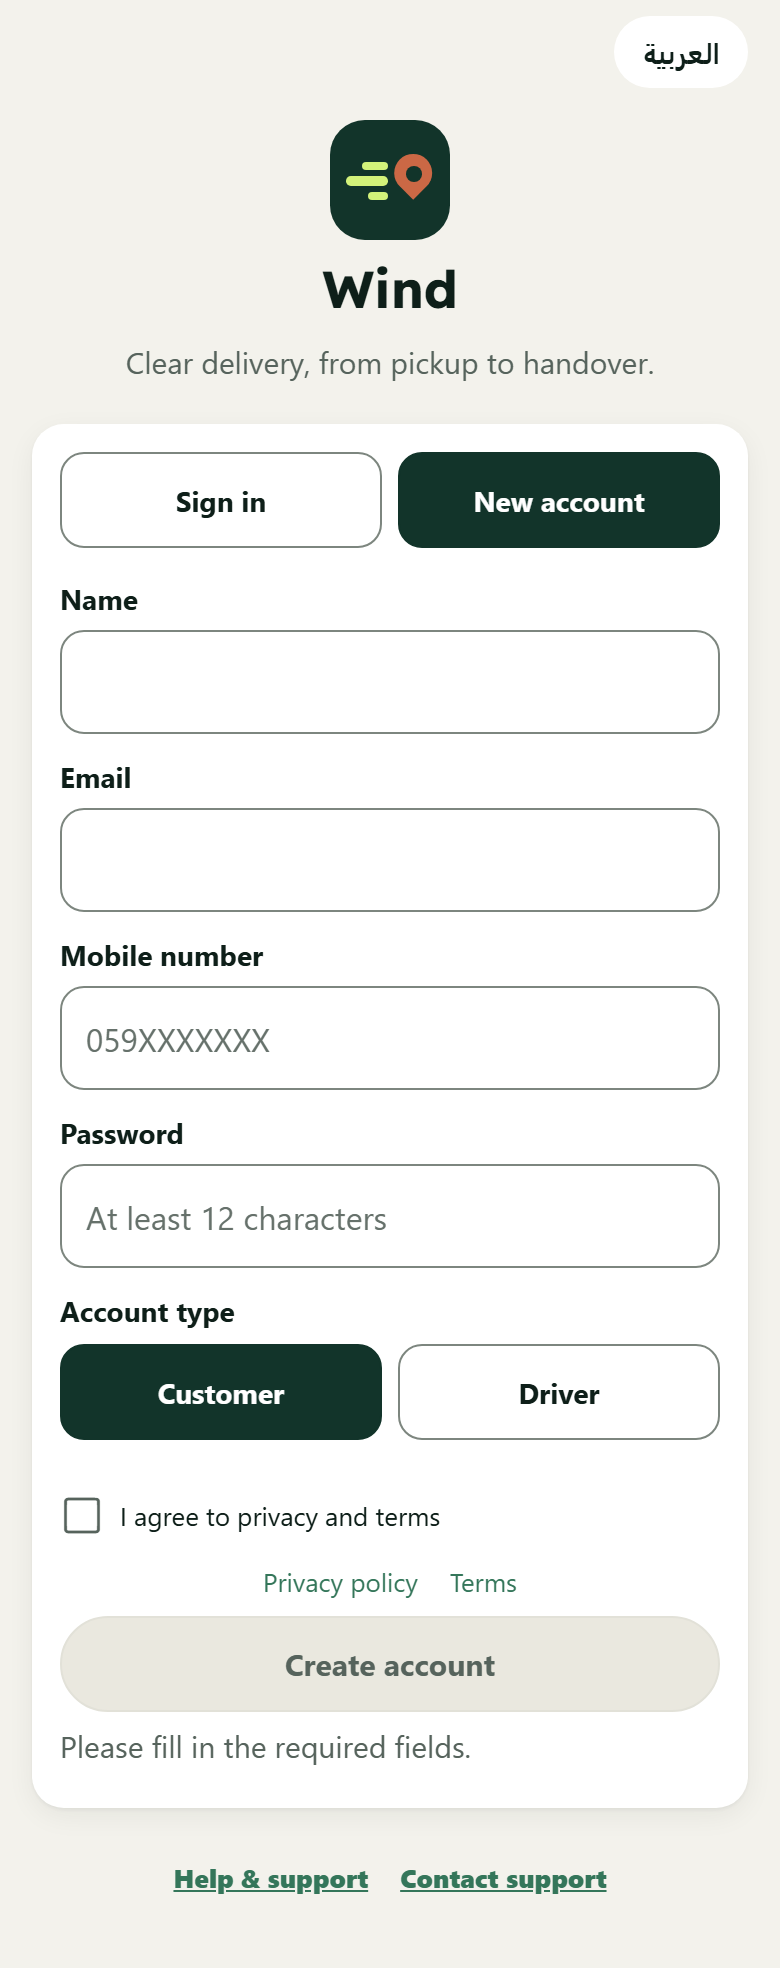 العربية
Wind
Clear delivery, from pickup to handover.
Sign in
New account
Name
Email
Mobile number
059XXXXXXX
Password
At least 12 characters
Account type
Customer
Driver
I agree to privacy and terms
Privacy policy
Terms
Create account
Please fill in the required fields.
Help & support
Contact support